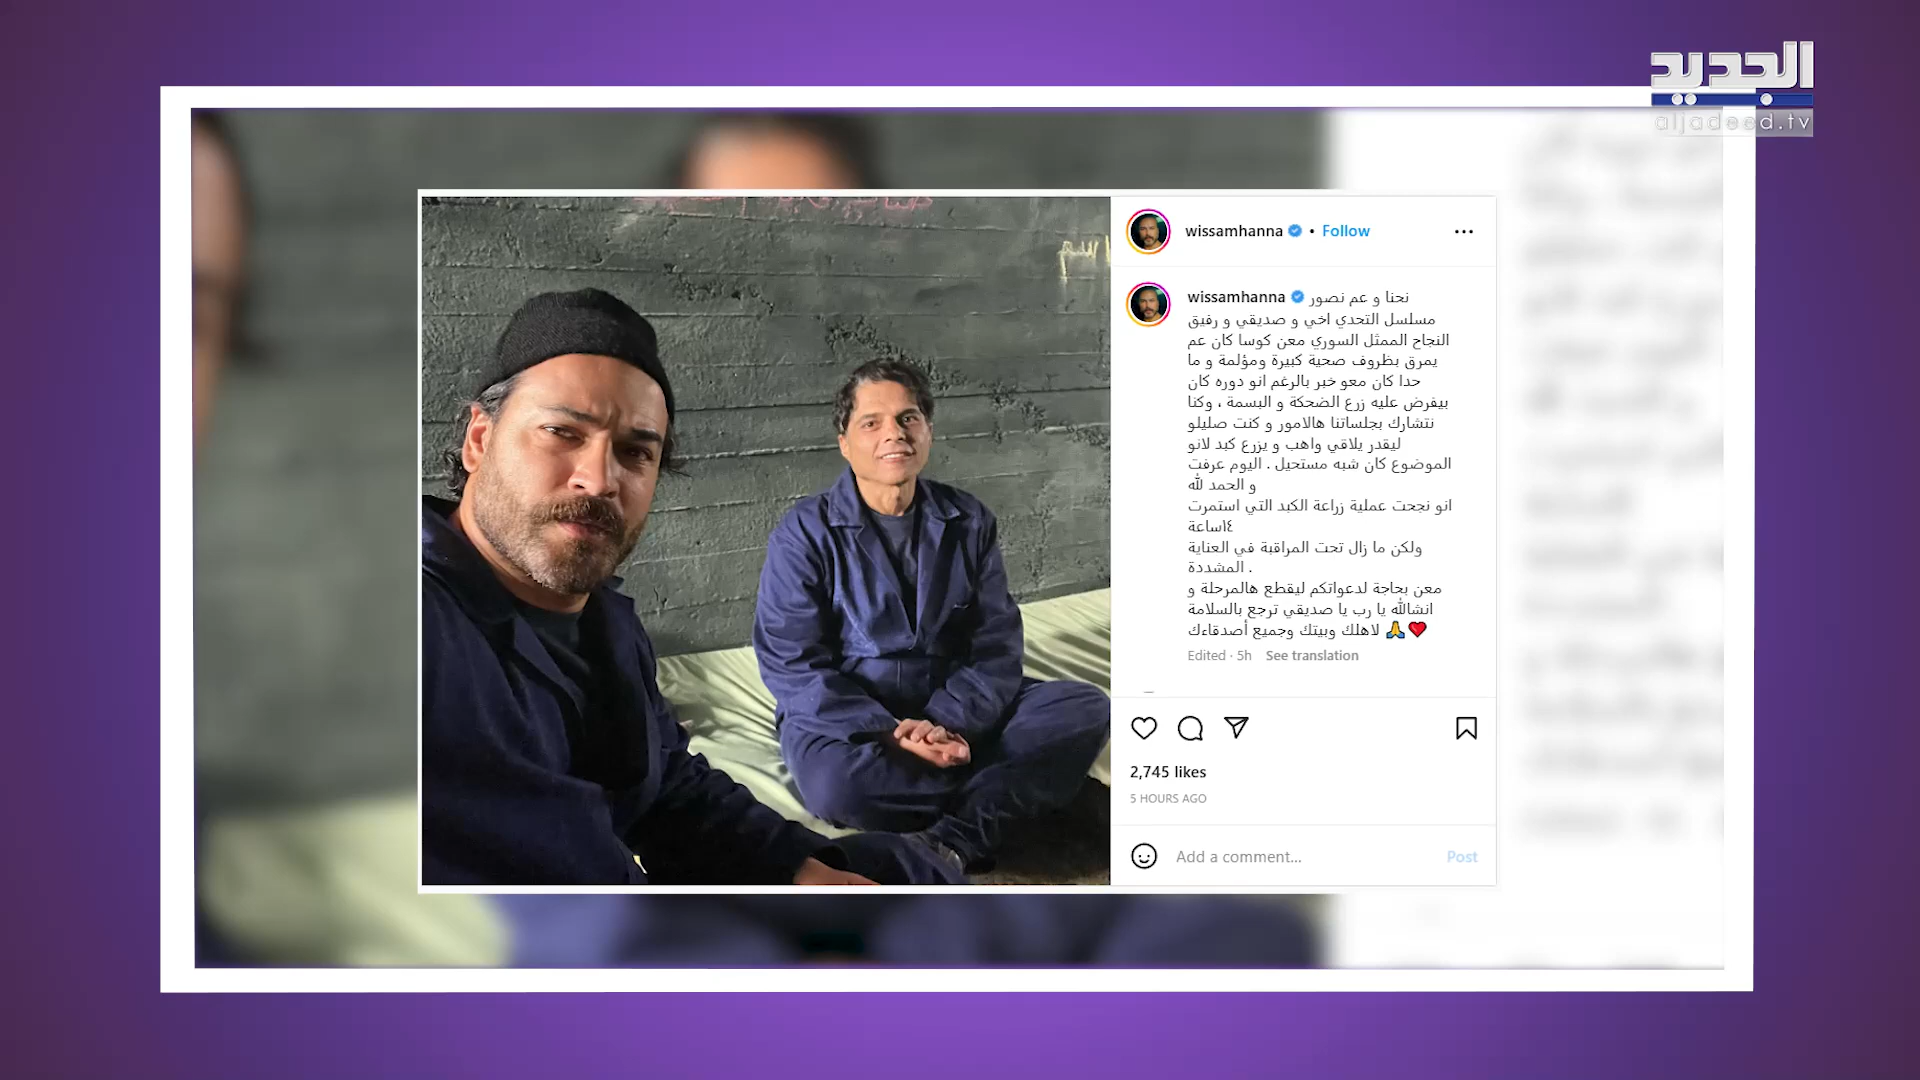 الجديد
aljadeed.tv
wissamhanna • Follow
wissamhanna نحنا و عم نصور
مسلسل التحدي اخي و صديقي و رفيق
النجاح الممثل السوري معن كوسا كان عم
يمرق بظروف صحية كبيرة ومؤلمة و ما
حدا كان معو خبر بالرغم انو دوره كان
بيفرض عليه زرع الضحكة و البسمة ، وكنا
نتشارك بجلساتنا هالامور و كنت صليلو
ليقدر يلاقي واهب و يزرع كبد لانو
الموضوع كان شبه مستحيل . اليوم عرفت
و الحمد لله
انو نجحت عملية زراعة الكبد التي استمرت
١٤ساعة
ولكن ما زال تحت المراقبة في العناية
المشددة .
معن بحاجة لدعواتكم ليقطع هالمرحلة و
انشالله يا رب يا صديقي ترجع بالسلامة
لاهلك وبيتك وجميع أصدقاءك 🙏❤️
Edited · 5h See translation
2,745 likes
5 HOURS AGO
Add a comment... Post